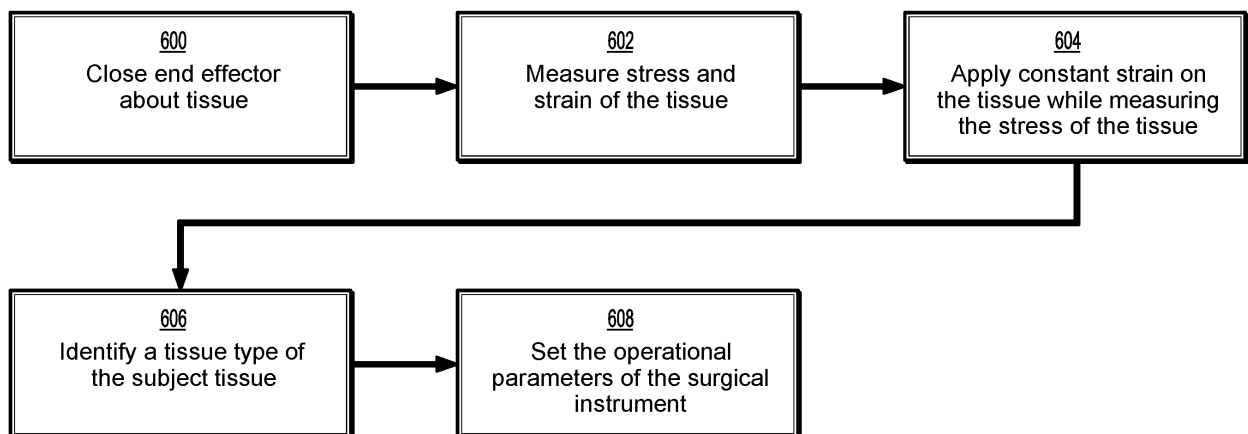 600
Close end effector
about tissue
602
Measure stress and
strain of the tissue
604
Apply constant strain on
the tissue while measuring
the stress of the tissue
606
Identify a tissue type of
the subject tissue
608
Set the operational
parameters of the surgical
instrument